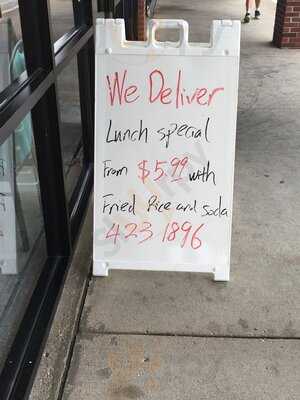 We Deliver
Lunch special
From $5.99 with
Fried Rice and soda
423 1896